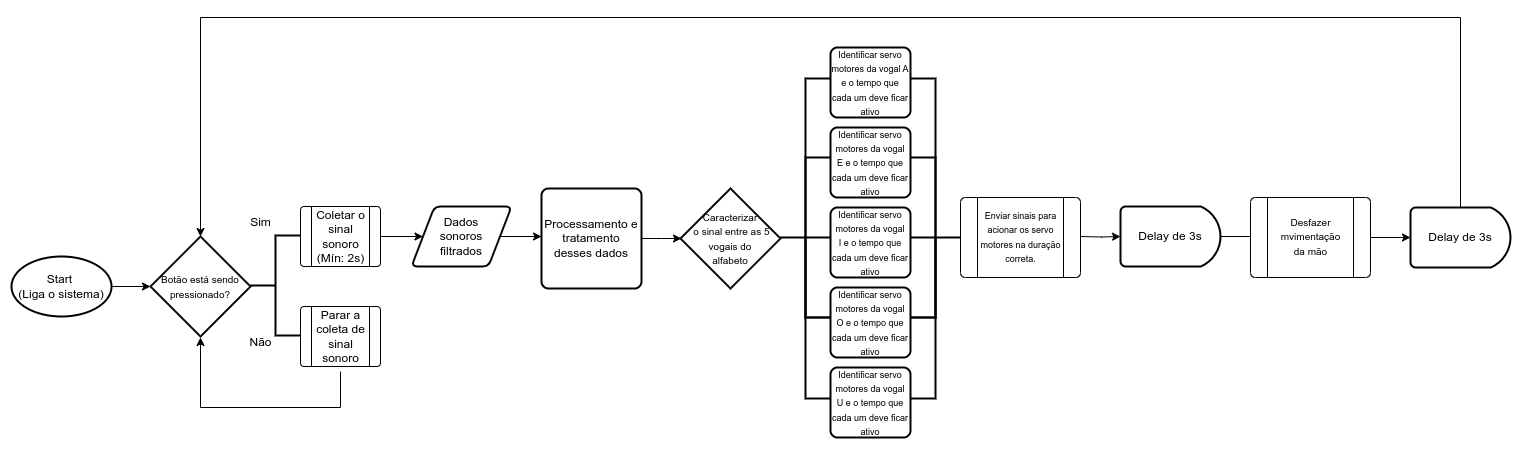 Start
(Liga o sistema)
Botão está sendo
pressionado?
Sim
Não
Coletar o
sinal
sonoro
(Mín: 2s)
Parar a
coleta de
sinal
sonoro
Dados
sonoros
filtrados
Processamento e
tratamento
desses dados
Caracterizar
o sinal entre as 5
vogais do
alfabeto
Identificar servo
motores da vogal A
e o tempo que
cada um deve ficar
ativo
Identificar servo
motores da vogal
E e o tempo que
cada um deve ficar
ativo
Identificar servo
motores da vogal
I e o tempo que
cada um deve ficar
ativo
Identificar servo
motores da vogal
O e o tempo que
cada um deve ficar
ativo
Identificar servo
motores da vogal
U e o tempo que
cada um deve ficar
ativo
Enviar sinais para
acionar os servo
motores na duração
correta.
Delay de 3s
Desfazer
mvimentação
da mão
Delay de 3s